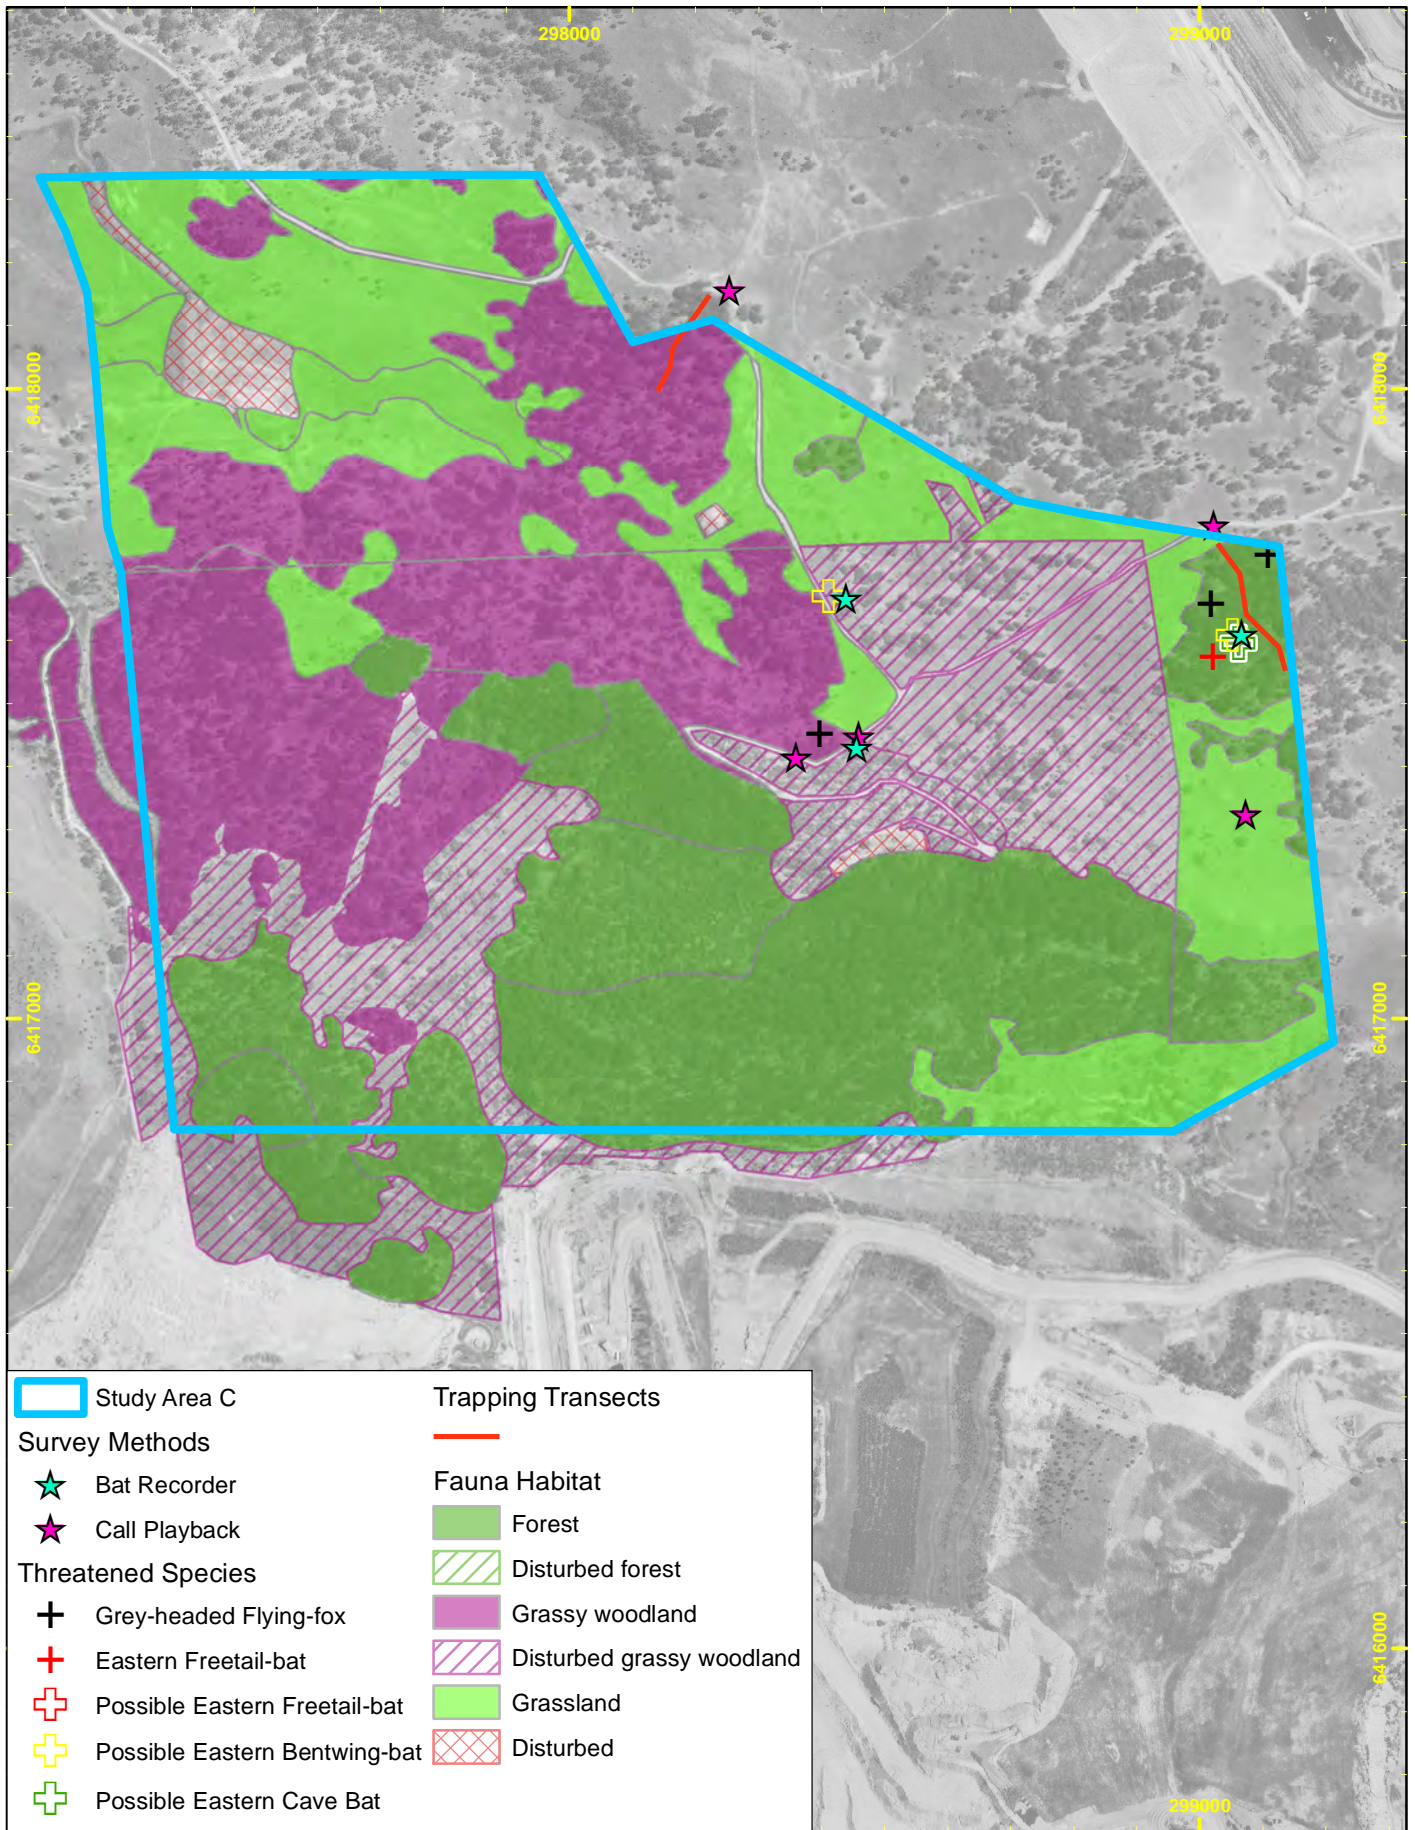 298000
299000
6418000
6418000
6417000
6417000
6416000
299000
Study Area C
Survey Methods
Bat Recorder
Call Playback
Threatened Species
Grey-headed Flying-fox
Eastern Freetail-bat
Possible Eastern Freetail-bat
Possible Eastern Bentwing-bat
Possible Eastern Cave Bat
Trapping Transects
Fauna Habitat
Forest
Disturbed forest
Grassy woodland
Disturbed grassy woodland
Grassland
Disturbed